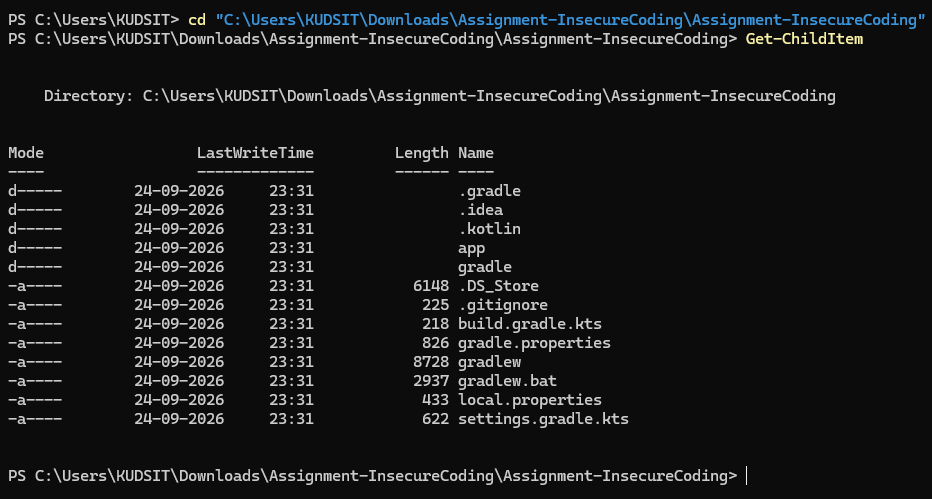 PS C:\Users\KUDSIT> cd "C:\Users\KUDSIT\Downloads\Assignment-InsecureCoding\Assignment-InsecureCoding"
PS C:\Users\KUDSIT\Downloads\Assignment-InsecureCoding\Assignment-InsecureCoding> Get-ChildItem
    Directory: C:\Users\KUDSIT\Downloads\Assignment-InsecureCoding\Assignment-InsecureCoding
Mode                 LastWriteTime         Length Name
----                 -------------         ------ ----
d-----        24-09-2026     23:31                .gradle
d-----        24-09-2026     23:31                .idea
d-----        24-09-2026     23:31                .kotlin
d-----        24-09-2026     23:31                app
d-----        24-09-2026     23:31                gradle
-a----        24-09-2026     23:31           6148 .DS_Store
-a----        24-09-2026     23:31            225 .gitignore
-a----        24-09-2026     23:31            218 build.gradle.kts
-a----        24-09-2026     23:31            826 gradle.properties
-a----        24-09-2026     23:31           8728 gradlew
-a----        24-09-2026     23:31           2937 gradlew.bat
-a----        24-09-2026     23:31            433 local.properties
-a----        24-09-2026     23:31            622 settings.gradle.kts
PS C:\Users\KUDSIT\Downloads\Assignment-InsecureCoding\Assignment-InsecureCoding>